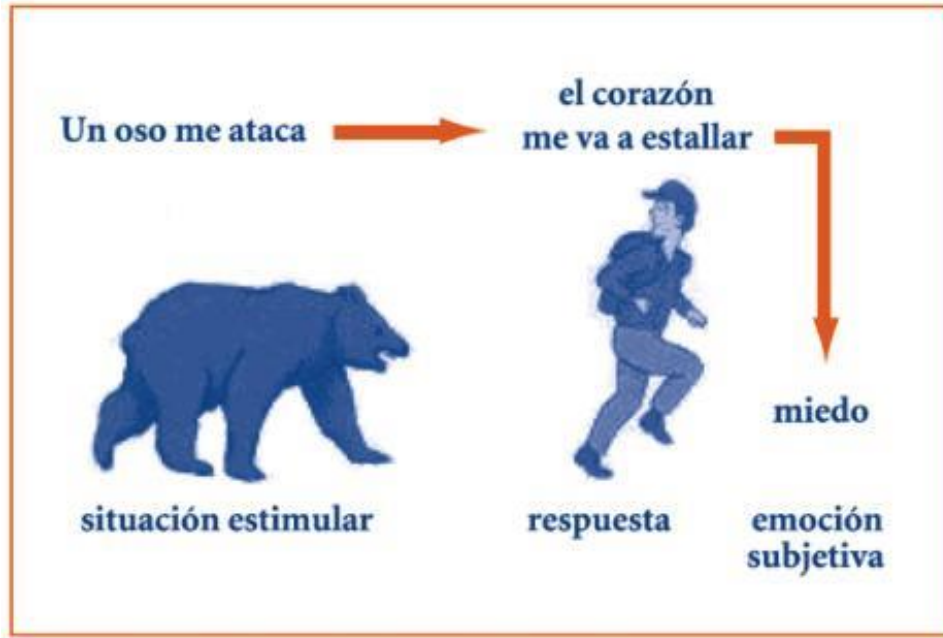 Un oso me ataca
el corazón
me va a estallar
miedo
situación estimular
respuesta
emoción
subjetiva